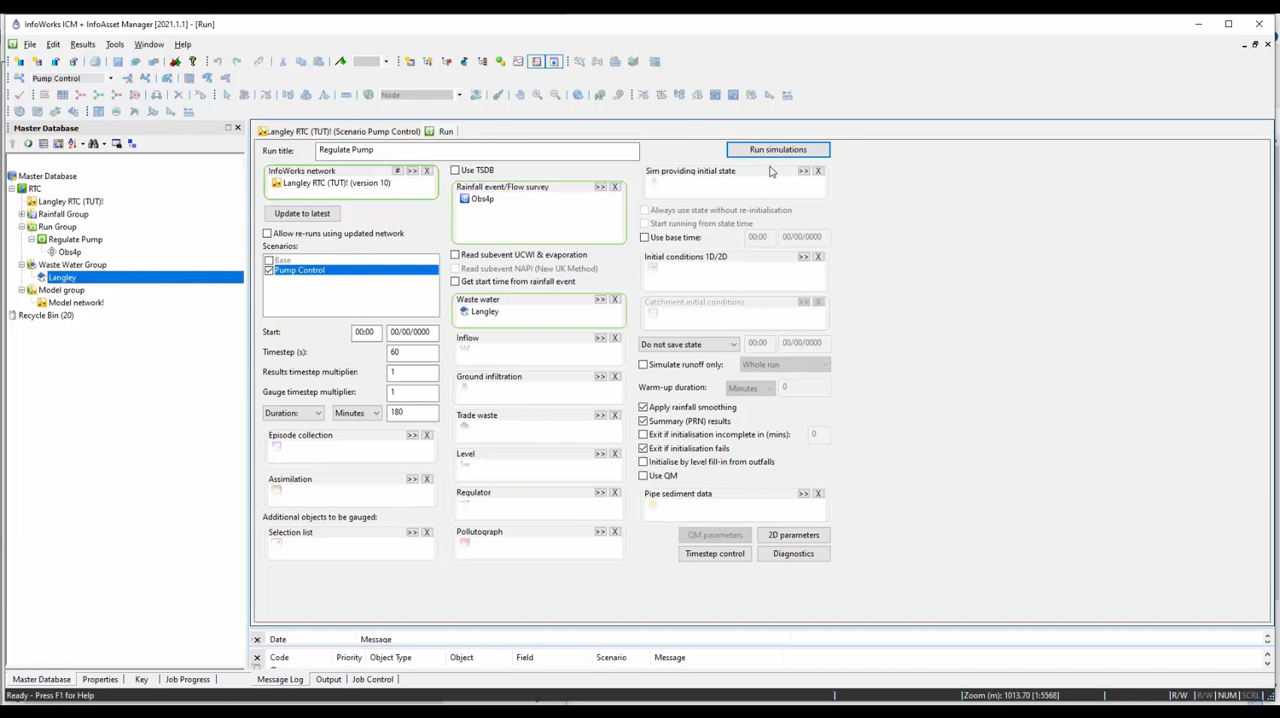 InfoWorks ICM + InfoAsset Manager [2021.1.1] - [Run]
File Edit Results Tools Window Help
Pump Control
Node
Master Database
Master Database
RTC
Langley RTC (TUT)!
Rainfall Group
Run Group
Regulate Pump
Obs4p
Waste Water Group
Langley
Model group
Model network!
Recycle Bin (20)
Langley RTC (TUT)! (Scenario Pump Control) Run
Run title: Regulate Pump
InfoWorks network # >> X
Langley RTC (TUT)! (version 10)
Update to latest
Allow re-runs using updated network
Scenarios:
Base
Pump Control
Start: 00:00 00/00/0000
Timestep (s): 60
Results timestep multiplier: 1
Gauge timestep multiplier: 1
Duration: Minutes 180
Episode collection >> X
Assimilation >> X
Additional objects to be gauged:
Selection list >> X
Use TSDB
Rainfall event/Flow survey >> X
Obs4p
Read subevent UCWI & evaporation
Read subevent NAPI (New UK Method)
Get start time from rainfall event
Waste water >> X
Langley
Inflow >> X
Ground infiltration >> X
Trade waste >> X
Level >> X
Regulator >> X
Pollutograph >> X
Run simulations
Sim providing initial state >> X
Always use state without re-initialisation
Start running from state time
Use base time: 00:00 00/00/0000
Initial conditions 1D/2D >> X
Catchment initial conditions >> X
Do not save state 00:00 00/00/0000
Simulate runoff only: Whole run
Warm-up duration: Minutes 0
Apply rainfall smoothing
Summary (PRN) results
Exit if initialisation incomplete in (mins): 0
Exit if initialisation fails
Initialise by level fill-in from outfalls
Use QM
Pipe sediment data >> X
QM parameters 2D parameters
Timestep control Diagnostics
Date Message
Code Priority Object Type Object Field Scenario Message
Master Database Properties Key Job Progress Message Log Output Job Control
Ready - Press F1 for Help Zoom (m): 1013.70 [1:5568] R/W R/W NUM SCRL